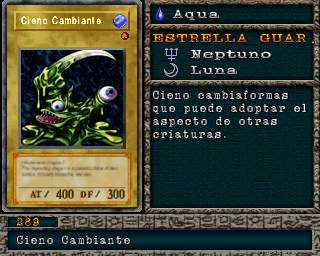 Cieno Cambiante
AT/ 400 DF/ 300
Aqua
ESTRELLA GUAR.
Neptuno
Luna
Cieno cambiaformas
que puede adoptar el
aspecto de otras
criaturas.
289
Cieno Cambiante